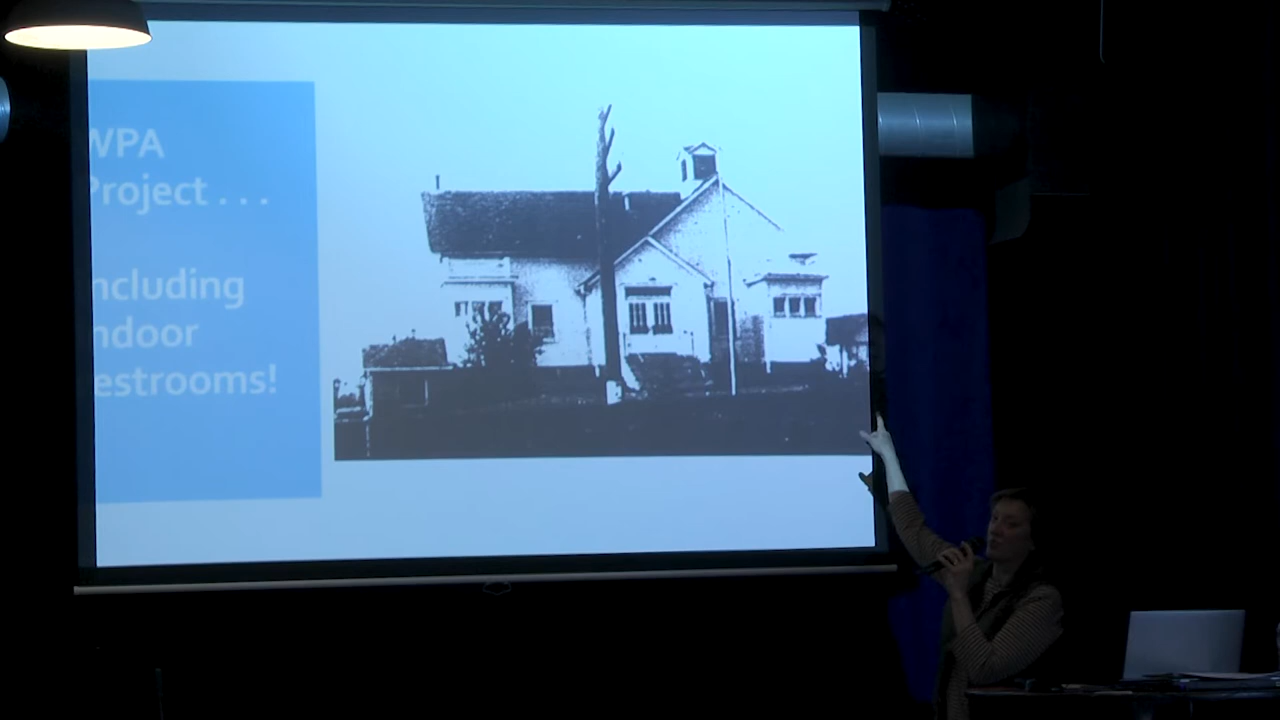 WPA
Project . . .
ncluding
ndoor
estrooms!